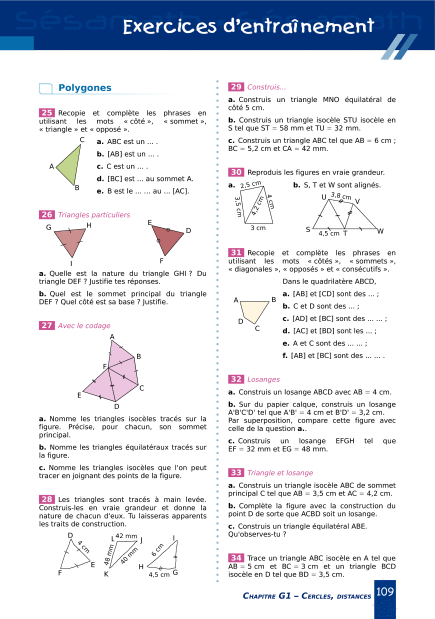 Exercices d'entraînement
Polygones
25 Recopie et complète les phrases en
utilisant les mots « côté », « sommet »,
« triangle » et « opposé ».
C
A
B
a. ABC est un ... .
b. [AB] est un ... .
c. C est un ... .
d. [BC] est ... au sommet A.
e. B est le ... ... au ... [AC].
26 Triangles particuliers
G
H
I
E
D
F
a. Quelle est la nature du triangle GHI ? Du
triangle DEF ? Justifie tes réponses.
b. Quel est le sommet principal du triangle
DEF ? Quel côté est sa base ? Justifie.
27 Avec le codage
A
B
F
C
E
D
a. Nomme les triangles isocèles tracés sur la
figure. Précise, pour chacun, son sommet
principal.
b. Nomme les triangles équilatéraux tracés sur
la figure.
c. Nomme les triangles isocèles que l'on peut
tracer en joignant des points de la figure.
28 Les triangles sont tracés à main levée.
Construis-les en vraie grandeur et donne la
nature de chacun d'eux. Tu laisseras apparents
les traits de construction.
D
4 cm
E
F
L 42 mm J
48 mm
40 mm
K
I
6 cm
H
4,5 cm G
29 Construis...
a. Construis un triangle MNO équilatéral de
côté 5 cm.
b. Construis un triangle isocèle STU isocèle en
S tel que ST = 58 mm et TU = 32 mm.
c. Construis un triangle ABC tel que AB = 6 cm ;
BC = 5,2 cm et CA = 42 mm.
30 Reproduis les figures en vraie grandeur.
a.
2,5 cm
3,5 cm
4,2 cm
4 cm
3 cm
b. S, T et W sont alignés.
U 3,8 cm V
S
4,5 cm T
W
31 Recopie et complète les phrases en
utilisant les mots « côtés », « sommets »,
« diagonales », « opposés » et « consécutifs ».
Dans le quadrilatère ABCD,
A
B
D
C
a. [AB] et [CD] sont des ... ;
b. C et D sont des ... ;
c. [AD] et [BC] sont des ... ... ;
d. [AC] et [BD] sont les ... ;
e. A et C sont des ... ... ;
f. [AB] et [BC] sont des ... ... .
32 Losanges
a. Construis un losange ABCD avec AB = 4 cm.
b. Sur du papier calque, construis un losange
A'B'C'D' tel que A'B' = 4 cm et B'D' = 3,2 cm.
Par superposition, compare cette figure avec
celle de la question a..
c. Construis un losange EFGH tel que
EF = 32 mm et EG = 48 mm.
33 Triangle et losange
a. Construis un triangle isocèle ABC de sommet
principal C tel que AB = 3,5 cm et AC = 4,2 cm.
b. Complète la figure avec la construction du
point D de sorte que ACBD soit un losange.
c. Construis un triangle équilatéral ABE.
Qu'observes-tu ?
34 Trace un triangle ABC isocèle en A tel que
AB = 5 cm et BC = 3 cm et un triangle BCD
isocèle en D tel que BD = 3,5 cm.
CHAPITRE G1 – CERCLES, DISTANCES 109